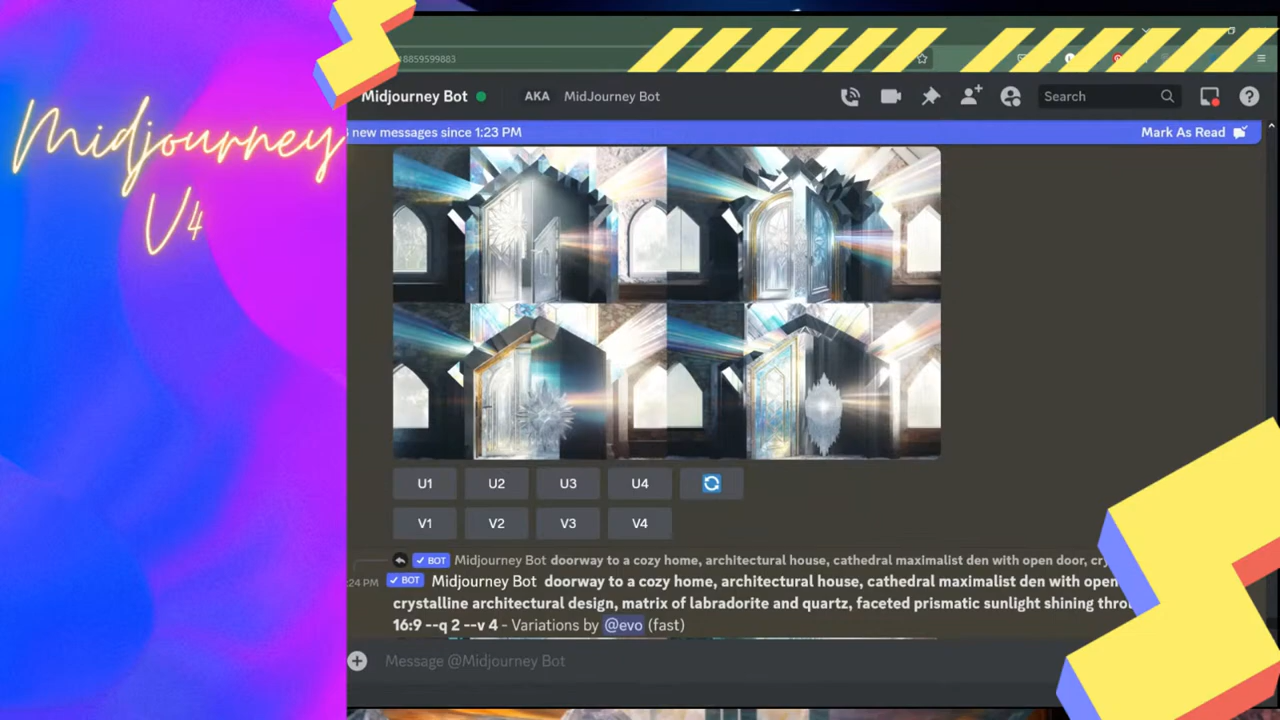 Midjourney
V4
18859599883
Midjourney Bot AKA MidJourney Bot Search
new messages since 1:23 PM Mark As Read
U1 U2 U3 U4
V1 V2 V3 V4
BOT Midjourney Bot doorway to a cozy home, architectural house, cathedral maximalist den with open door,
:24 PM BOT Midjourney Bot doorway to a cozy home, architectural house, cathedral maximalist den with open
crystalline architectural design, matrix of labradorite and quartz, faceted prismatic sunlight shining
16:9 --q 2 --v 4 - Variations by @evo (fast)
Message @Midjourney Bot